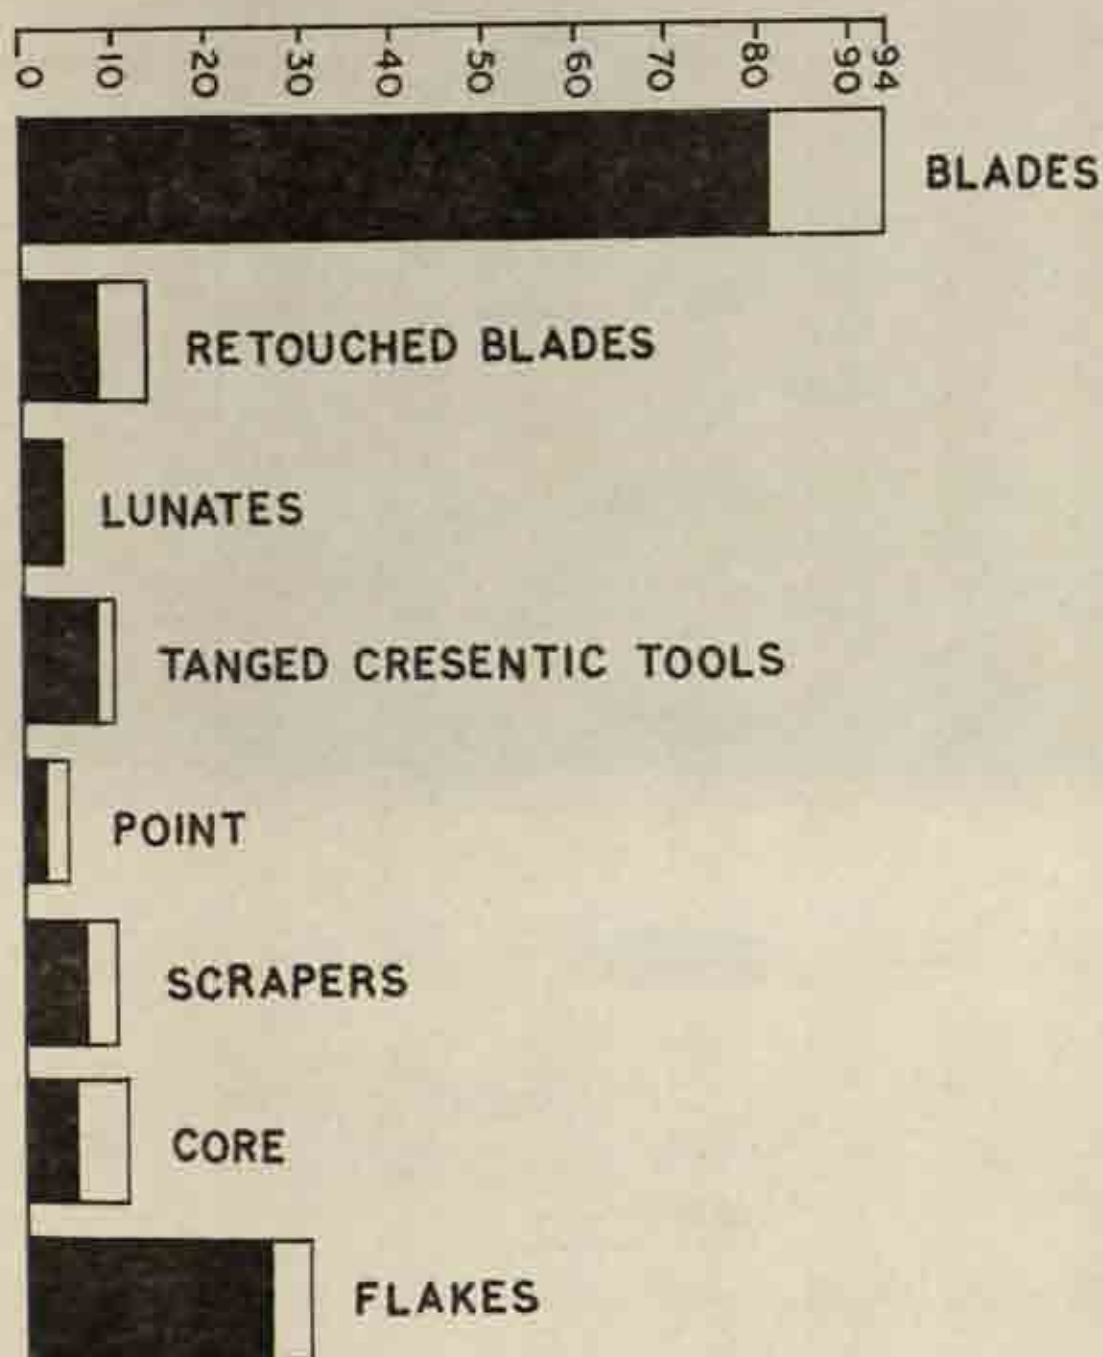 0 10 20 30 40 50 60 70 80 90 94
BLADES
RETOUCHED BLADES
LUNATES
TANGED CRESENTIC TOOLS
POINT
SCRAPERS
CORE
FLAKES